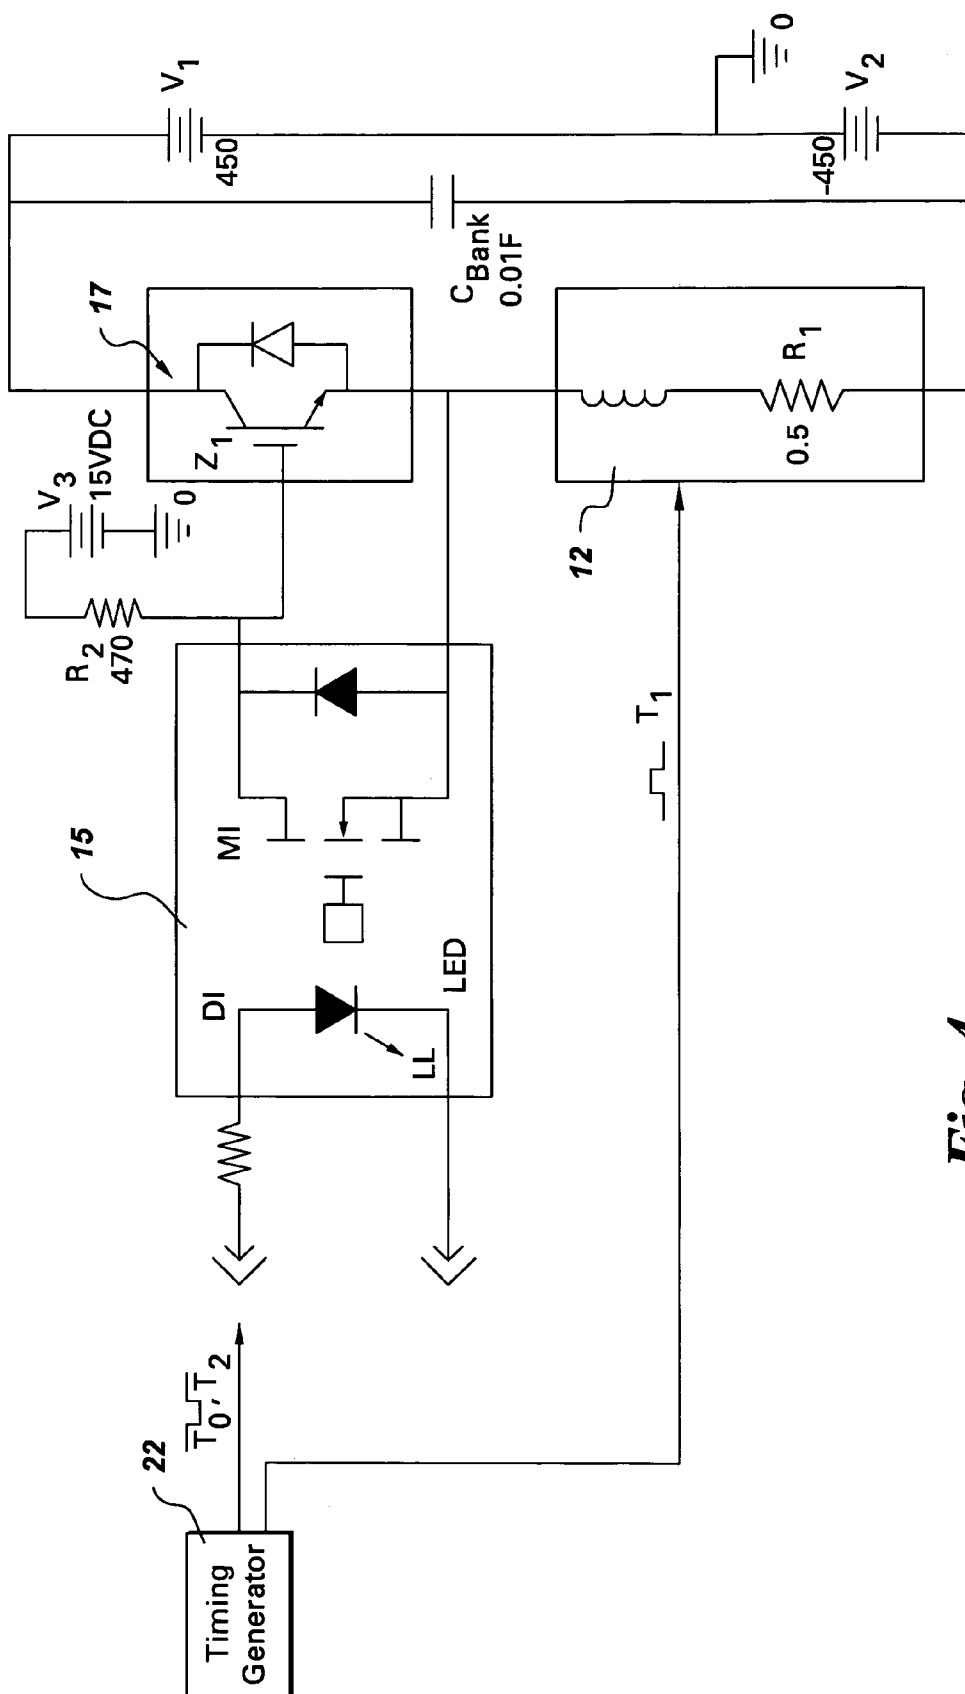 V1
450
0
V2
-450
CBank
0.01F
17
Z1
V3
15VDC
0
R2
470
R1
0.5
12
15
MI
DI
LED
LL
T1
T0, T2
22
Timing
Generator